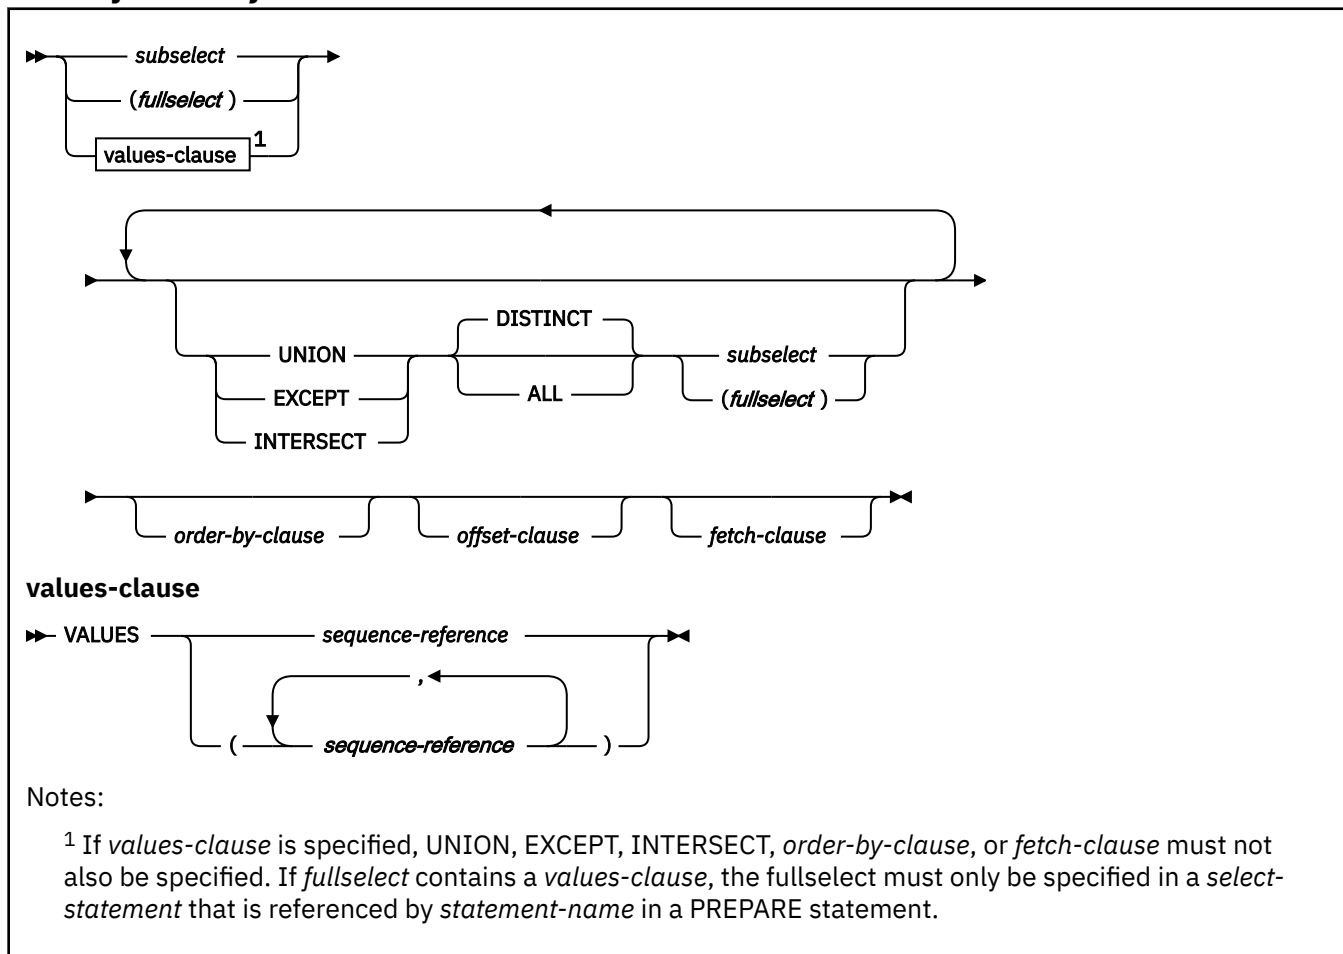 subselect
(fullselect)
values-clause 1
DISTINCT
UNION subselect
EXCEPT ALL (fullselect)
INTERSECT
order-by-clause offset-clause fetch-clause
values-clause
VALUES sequence-reference
,
( sequence-reference )
Notes:
1 If values-clause is specified, UNION, EXCEPT, INTERSECT, order-by-clause, or fetch-clause must not
also be specified. If fullselect contains a values-clause, the fullselect must only be specified in a select-
statement that is referenced by statement-name in a PREPARE statement.